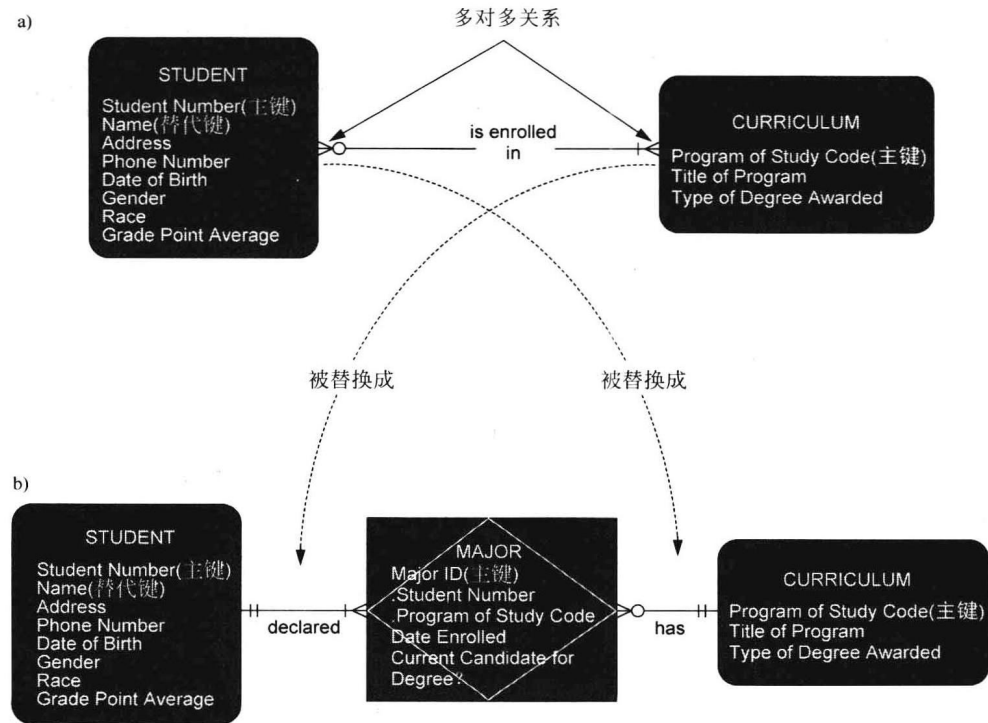 a)
多对多关系
STUDENT
Student Number(主键)
Name(替代键)
Address
Phone Number
Date of Birth
Gender
Race
Grade Point Average
is enrolled
in
CURRICULUM
Program of Study Code(主键)
Title of Program
Type of Degree Awarded
被替换成
被替换成
b)
STUDENT
Student Number(主键)
Name(替代键)
Address
Phone Number
Date of Birth
Gender
Race
Grade Point Average
declared
MAJOR
Major ID(主键)
.Student Number
.Program of Study Code
Date Enrolled
Current Candidate for
Degree?
has
CURRICULUM
Program of Study Code(主键)
Title of Program
Type of Degree Awarded